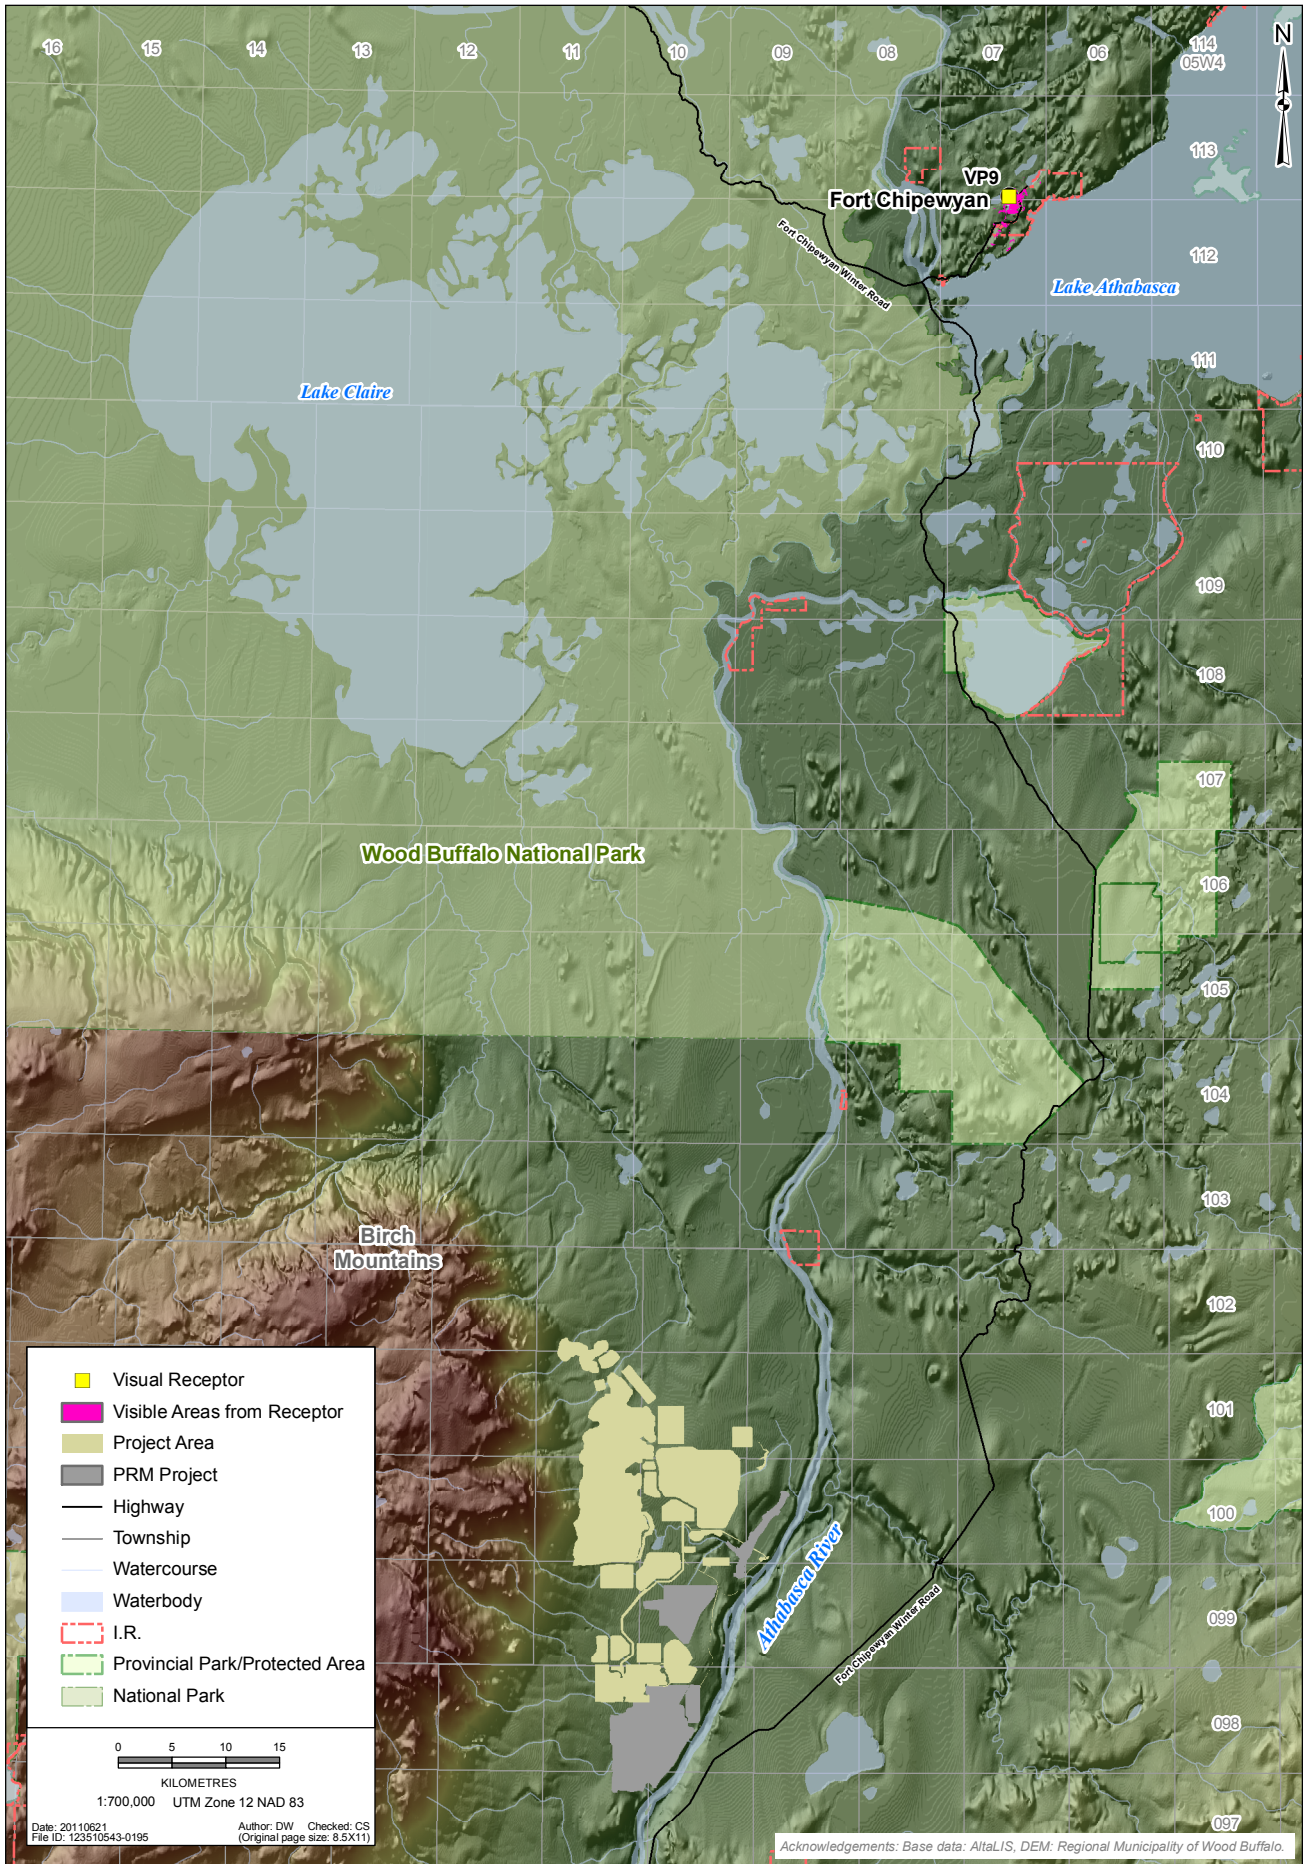 16 15 14 13 12 11 10 09 08 07 06
114
05W4
N
113
VP9
Fort Chipewyan
Fort Chipewyan Winter Road
112
Lake Athabasca
111
Lake Claire
110
109
108
107
Wood Buffalo National Park
106
105
104
103
Birch
Mountains
102
101
100
Athabasca River
099
Fort Chipewyan Winter Road
098
097
Visual Receptor
Visible Areas from Receptor
Project Area
PRM Project
Highway
Township
Watercourse
Waterbody
I.R.
Provincial Park/Protected Area
National Park
0 5 10 15
KILOMETRES
1:700,000 UTM Zone 12 NAD 83
Date: 20110621 Author: DW Checked: CS
File ID: 123510543-0195 (Original page size: 8.5X11)
Acknowledgements: Base data: AltaLIS, DEM: Regional Municipality of Wood Buffalo.